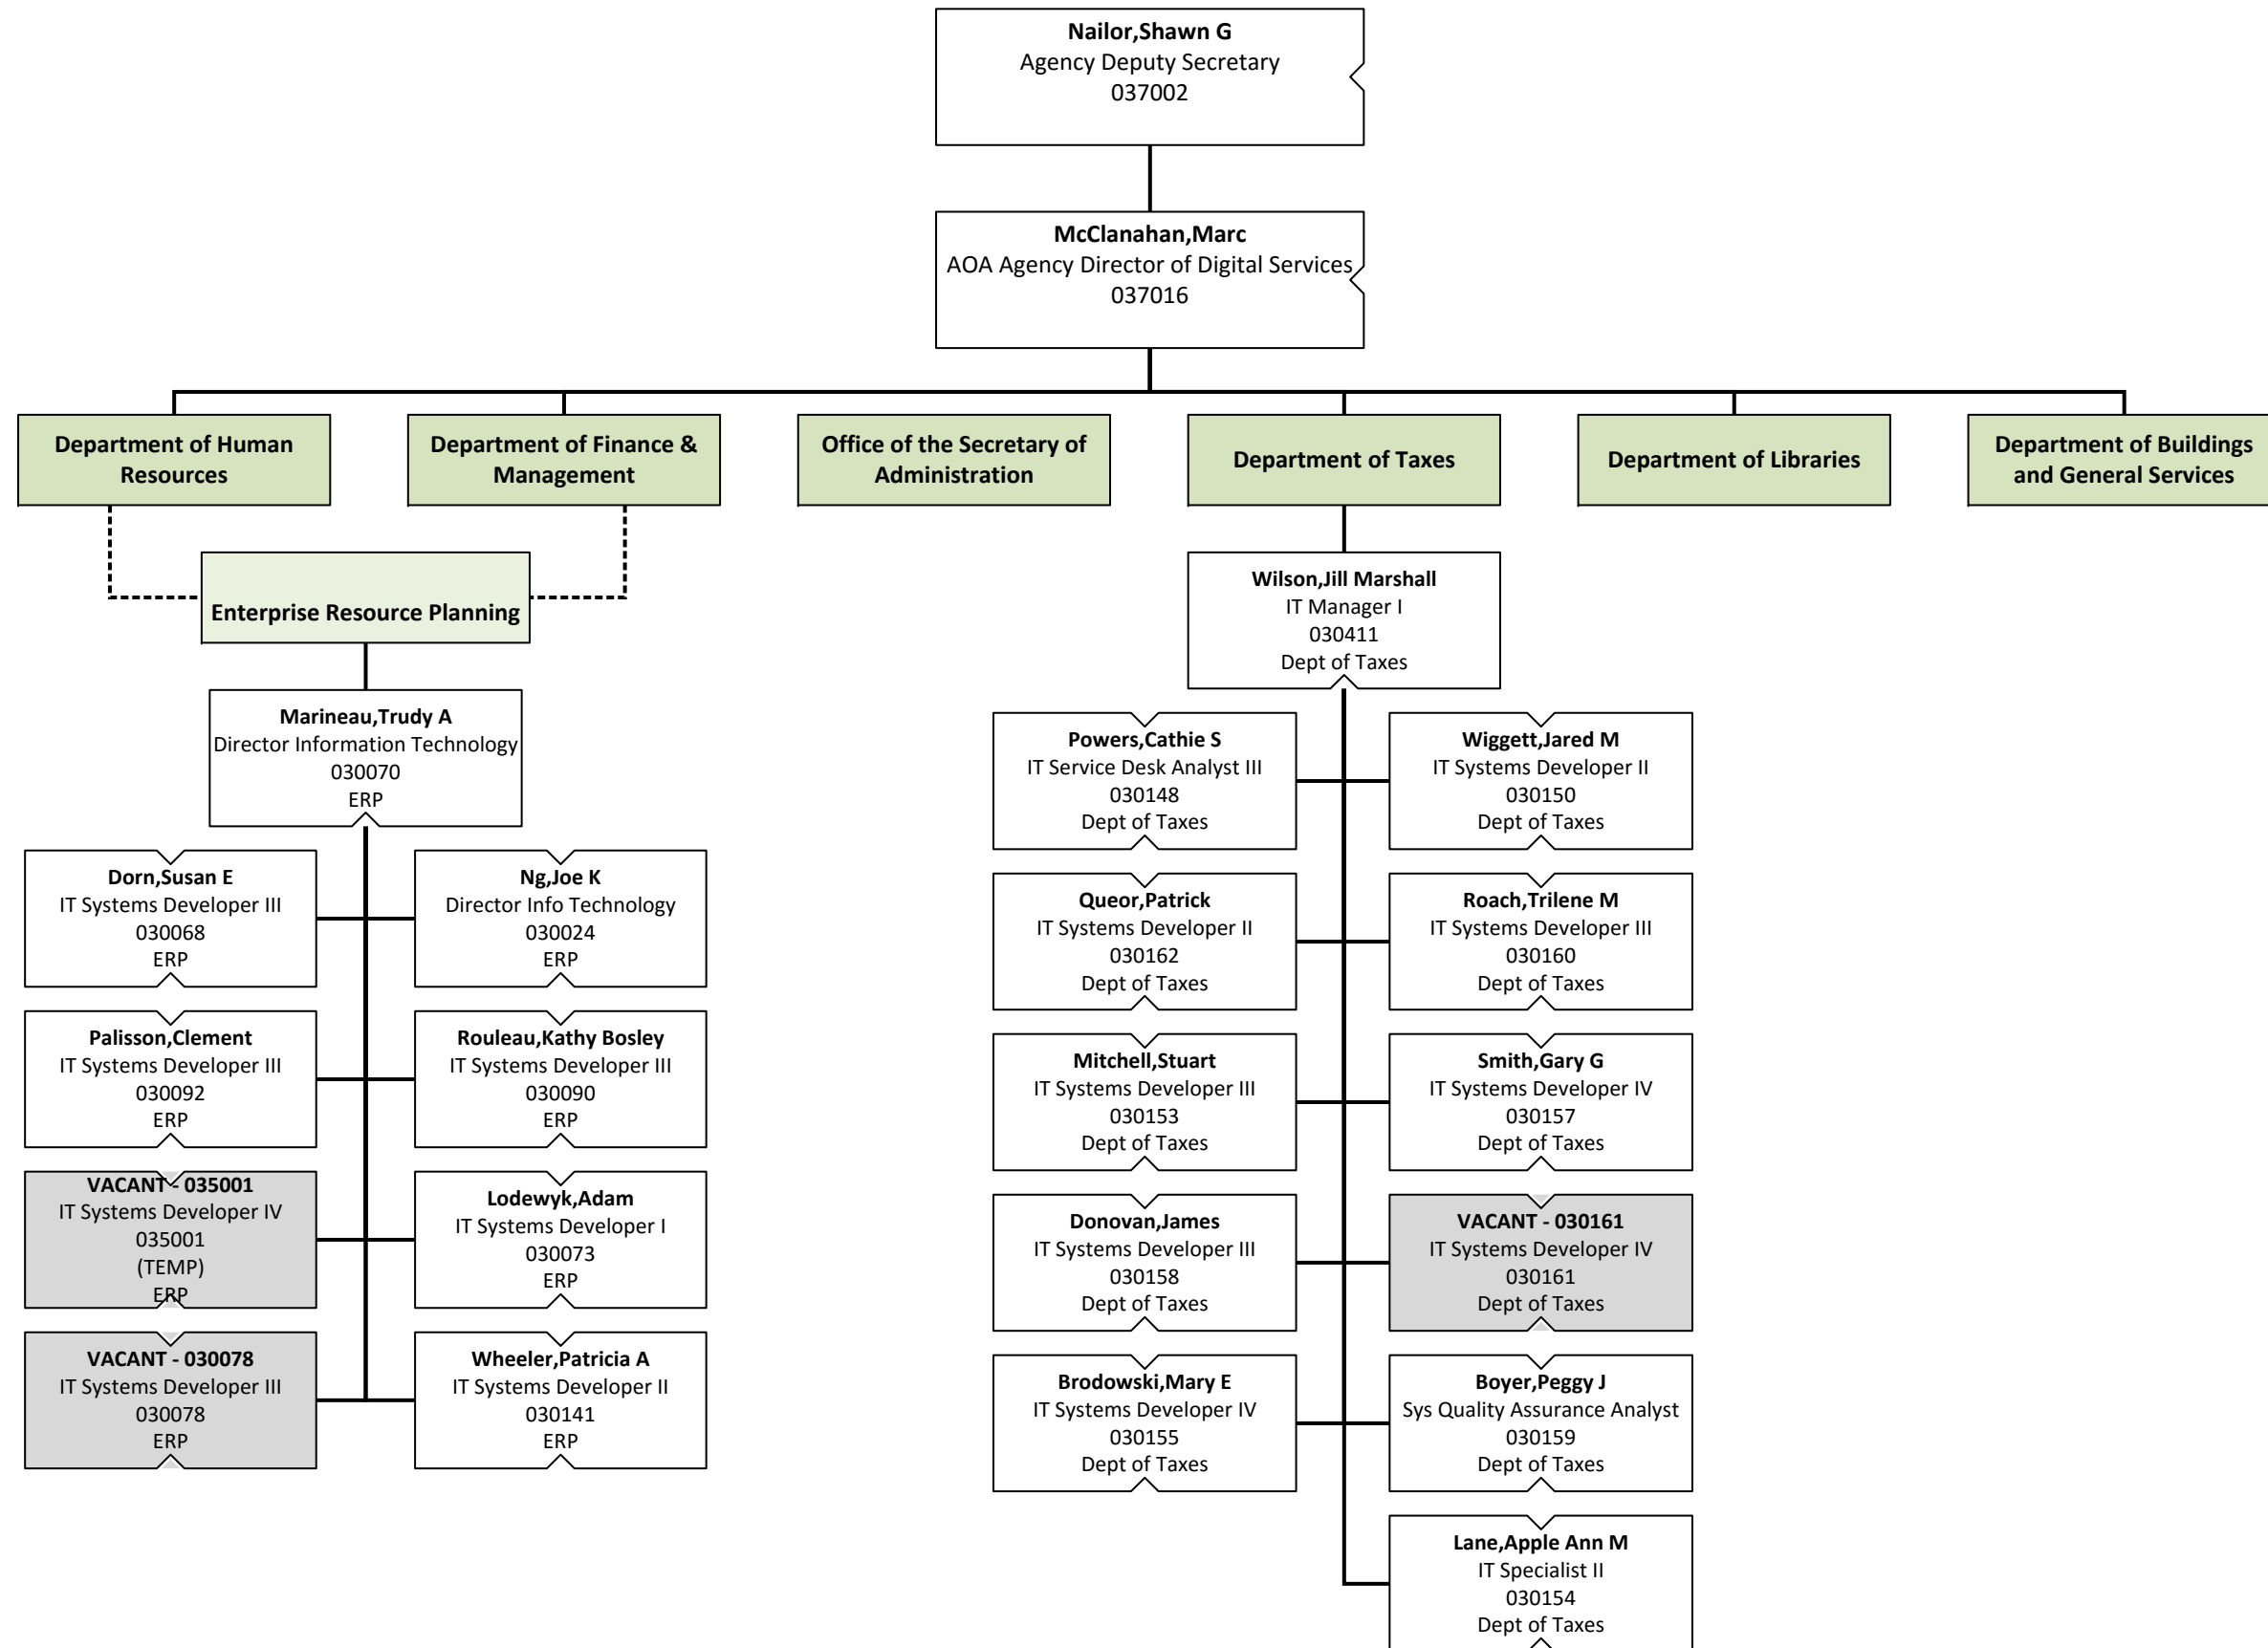 Nailor,Shawn G
Agency Deputy Secretary
037002
McClanahan,Marc
AOA Agency Director of Digital Services
037016
Department of Human
Resources
Department of Finance &
Management
Office of the Secretary of
Administration
Department of Taxes
Department of Libraries
Department of Buildings
and General Services
Enterprise Resource Planning
Marineau,Trudy A
Director Information Technology
030070
ERP
Dorn,Susan E
IT Systems Developer III
030068
ERP
Ng,Joe K
Director Info Technology
030024
ERP
Palisson,Clement
IT Systems Developer III
030092
ERP
Rouleau,Kathy Bosley
IT Systems Developer III
030090
ERP
VACANT - 035001
IT Systems Developer IV
035001
(TEMP)
ERP
Lodewyk,Adam
IT Systems Developer I
030073
ERP
VACANT - 030078
IT Systems Developer III
030078
ERP
Wheeler,Patricia A
IT Systems Developer II
030141
ERP
Wilson,Jill Marshall
IT Manager I
030411
Dept of Taxes
Powers,Cathie S
IT Service Desk Analyst III
030148
Dept of Taxes
Wiggett,Jared M
IT Systems Developer II
030150
Dept of Taxes
Queor,Patrick
IT Systems Developer II
030162
Dept of Taxes
Roach,Trilene M
IT Systems Developer III
030160
Dept of Taxes
Mitchell,Stuart
IT Systems Developer III
030153
Dept of Taxes
Smith,Gary G
IT Systems Developer IV
030157
Dept of Taxes
Donovan,James
IT Systems Developer III
030158
Dept of Taxes
VACANT - 030161
IT Systems Developer IV
030161
Dept of Taxes
Brodowski,Mary E
IT Systems Developer IV
030155
Dept of Taxes
Boyer,Peggy J
Sys Quality Assurance Analyst
030159
Dept of Taxes
Lane,Apple Ann M
IT Specialist II
030154
Dept of Taxes